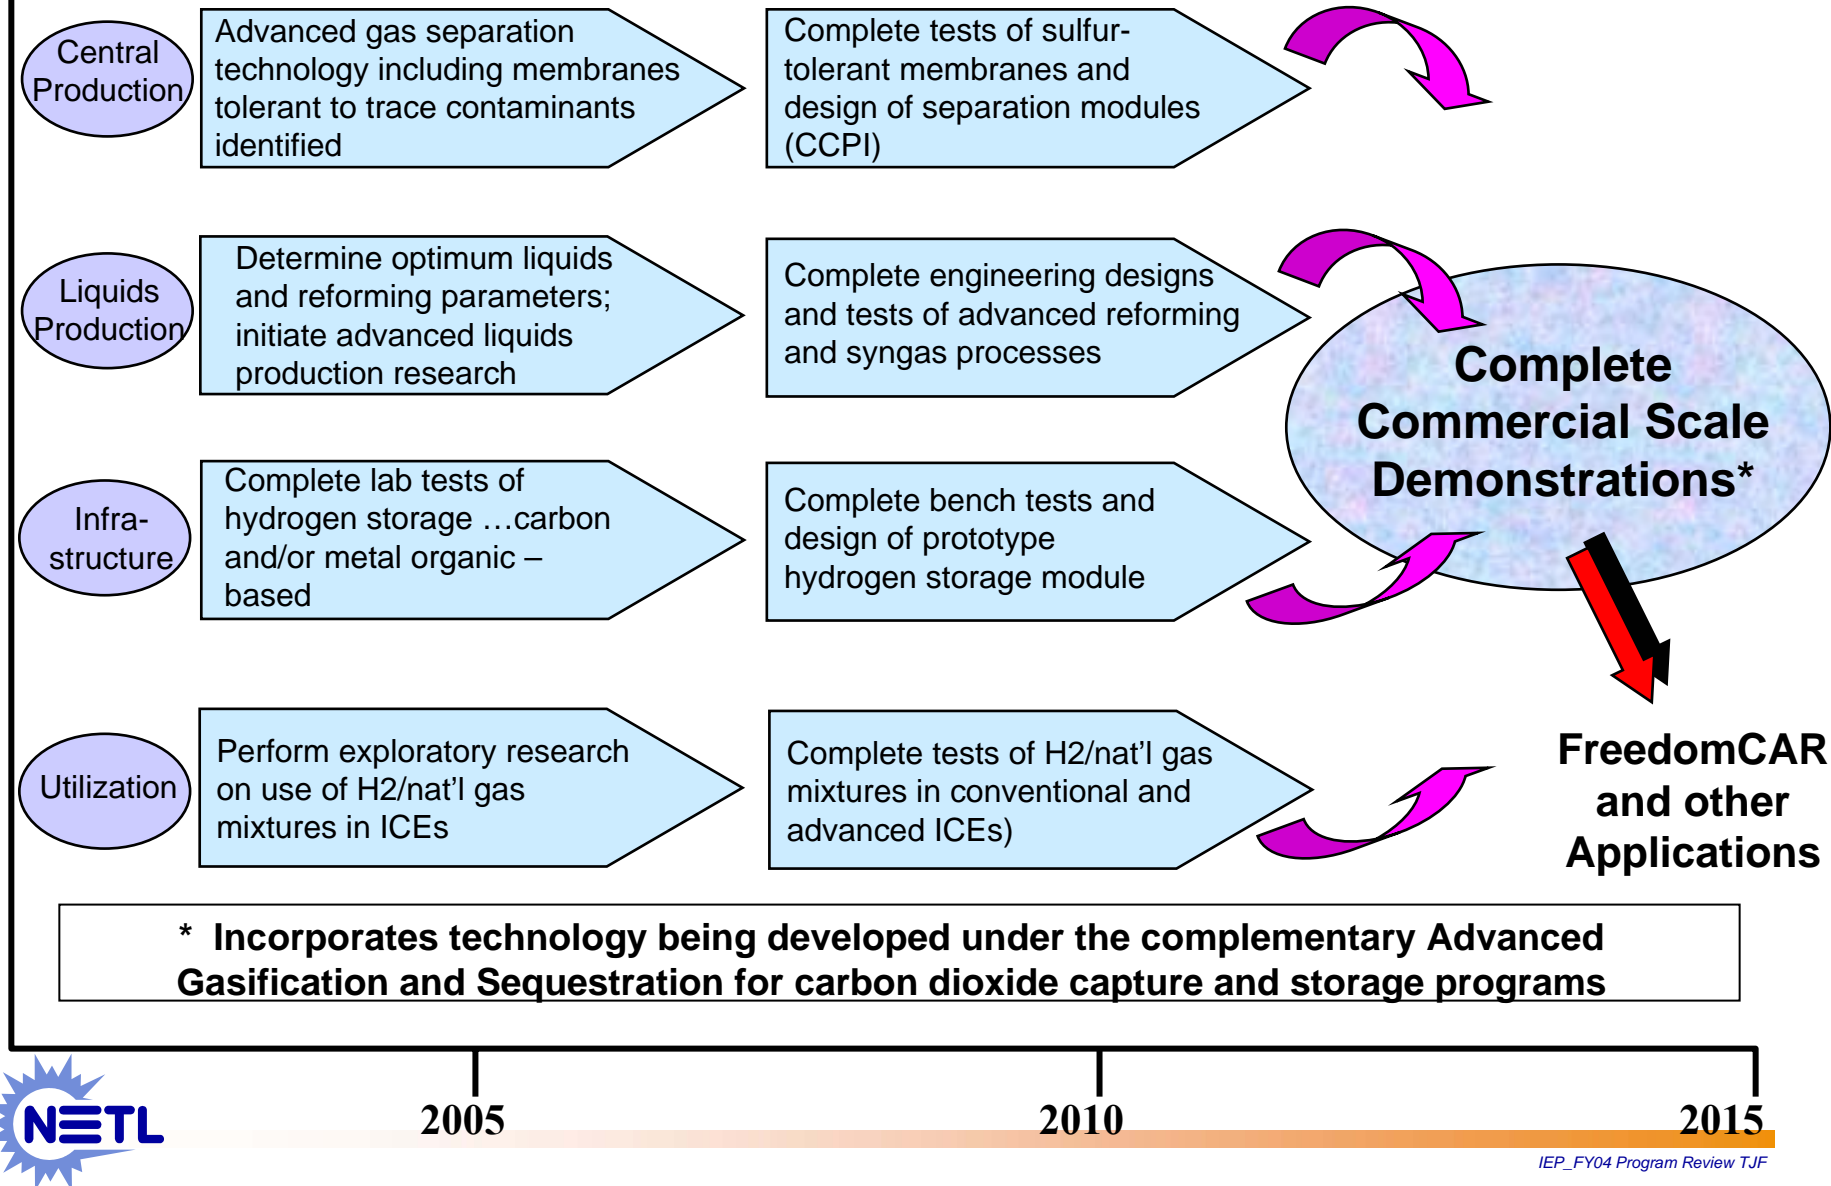 Central
Production
Advanced gas separation
technology including membranes
tolerant to trace contaminants
identified
Complete tests of sulfur-
tolerant membranes and
design of separation modules
(CCPI)
Liquids
Production
Determine optimum liquids
and reforming parameters;
initiate advanced liquids
production research
Complete engineering designs
and tests of advanced reforming
and syngas processes
Complete
Commercial Scale
Demonstrations*
Infra-
structure
Complete lab tests of
hydrogen storage …carbon
and/or metal organic –
based
Complete bench tests and
design of prototype
hydrogen storage module
Utilization
Perform exploratory research
on use of H2/nat’l gas
mixtures in ICEs
Complete tests of H2/nat’l gas
mixtures in conventional and
advanced ICEs)
FreedomCAR
and other
Applications
* Incorporates technology being developed under the complementary Advanced
Gasification and Sequestration for carbon dioxide capture and storage programs
2005
2010
2015
NETL
IEP_FY04 Program Review TJF